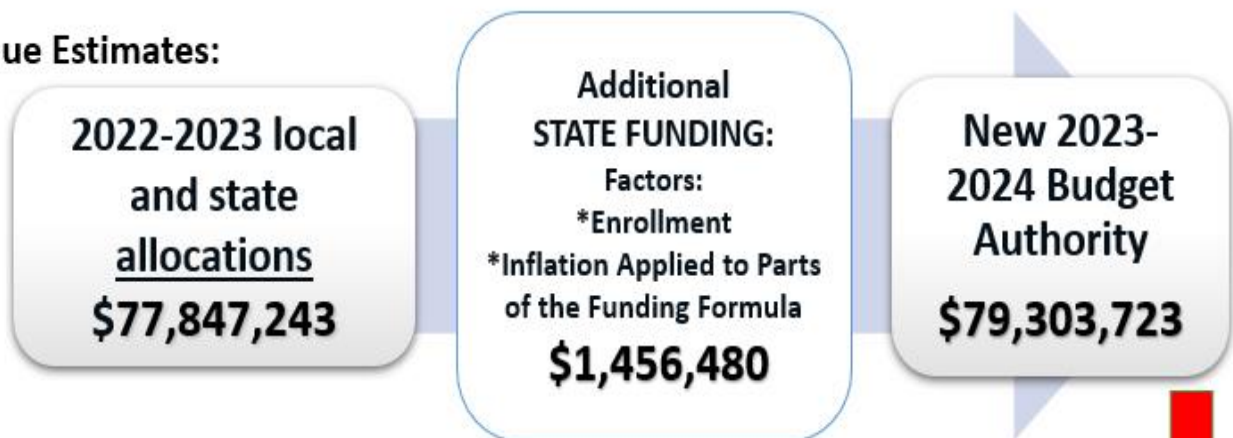 ue Estimates:
2022-2023 local
and state
allocations
$77,847,243
Additional
STATE FUNDING:
Factors:
*Enrollment
*Inflation Applied to Parts
of the Funding Formula
$1,456,480
New 2023-
2024 Budget
Authority
$79,303,723